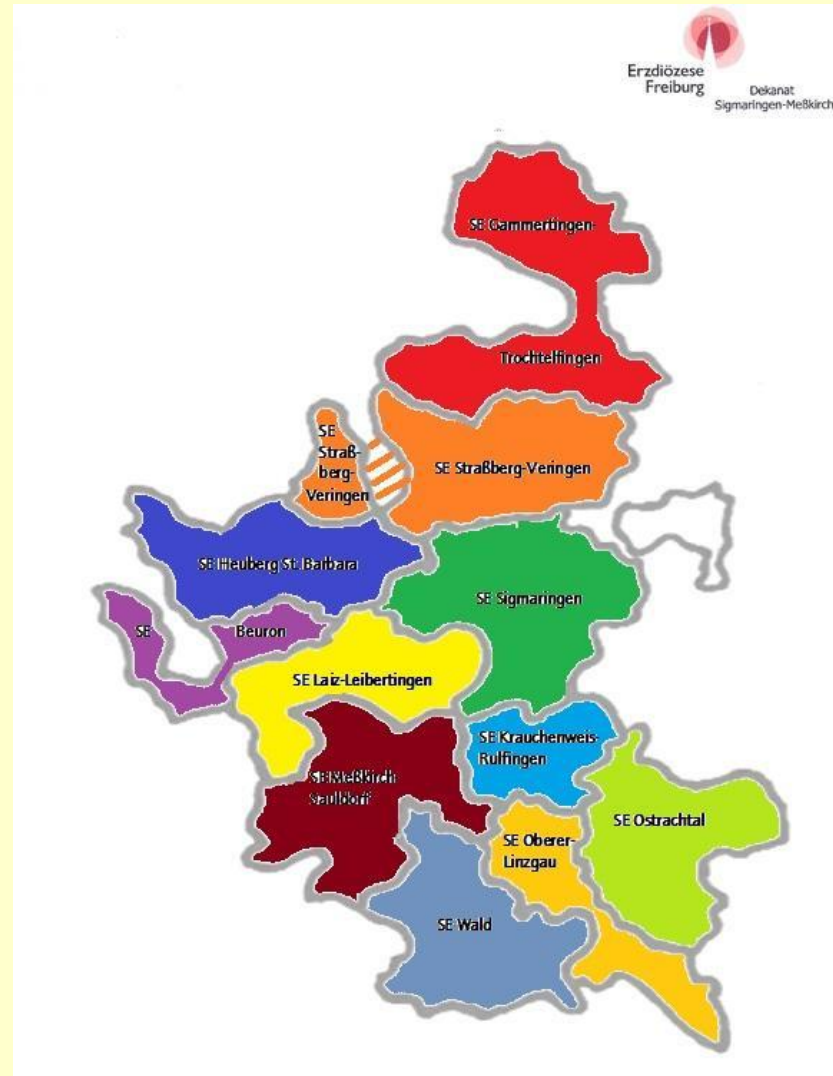 Erzdiözese
Freiburg
Dekanat
Sigmaringen-Meßkirch
SE Gammertingen-
Trochtelfingen
SE
Straß-
berg-
Veringen
SE Straßberg-Veringen
SE Heuberg St. Barbara
SE Sigmaringen
SE
Beuron
SE Laiz-Leibertingen
SE Krauchenweis-
Rulfingen
SE Meßkirch
Sauldorf
SE Ostrachtal
SE Oberer-
Linzgau
SE Wald